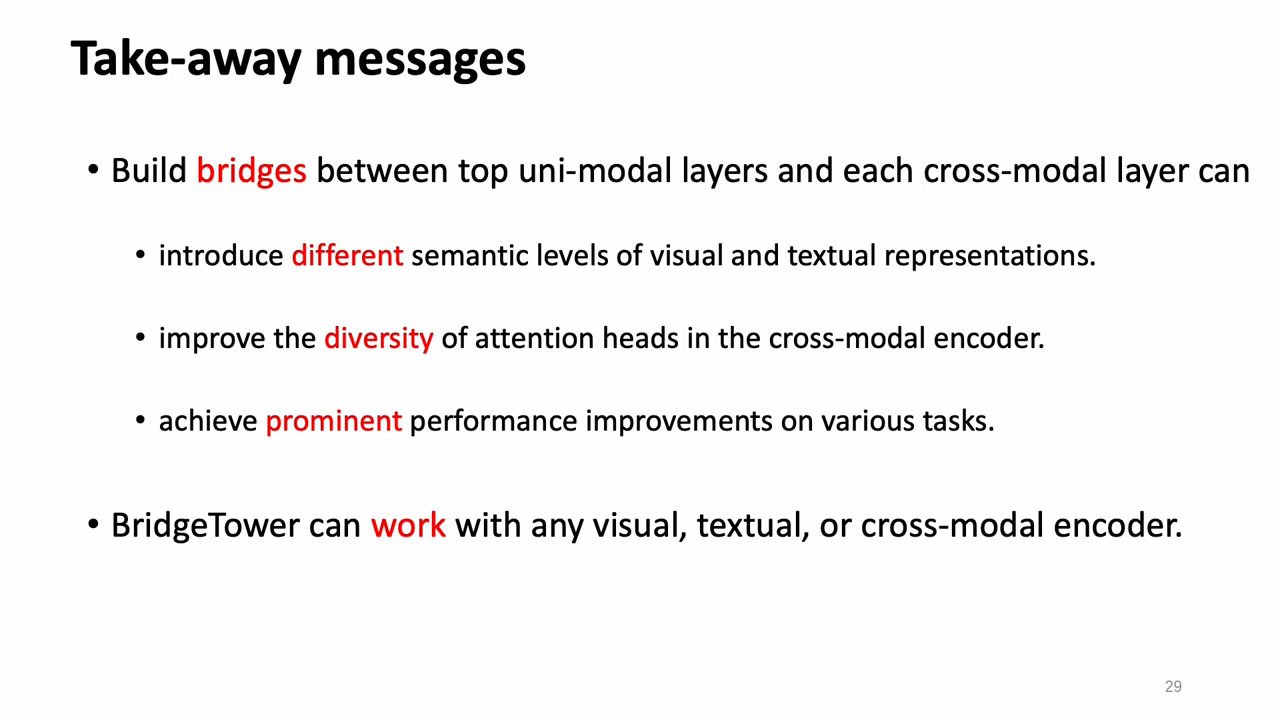 Take-away messages
• Build bridges between top uni-modal layers and each cross-modal layer can
• introduce different semantic levels of visual and textual representations.
• improve the diversity of attention heads in the cross-modal encoder.
• achieve prominent performance improvements on various tasks.
• BridgeTower can work with any visual, textual, or cross-modal encoder.
29